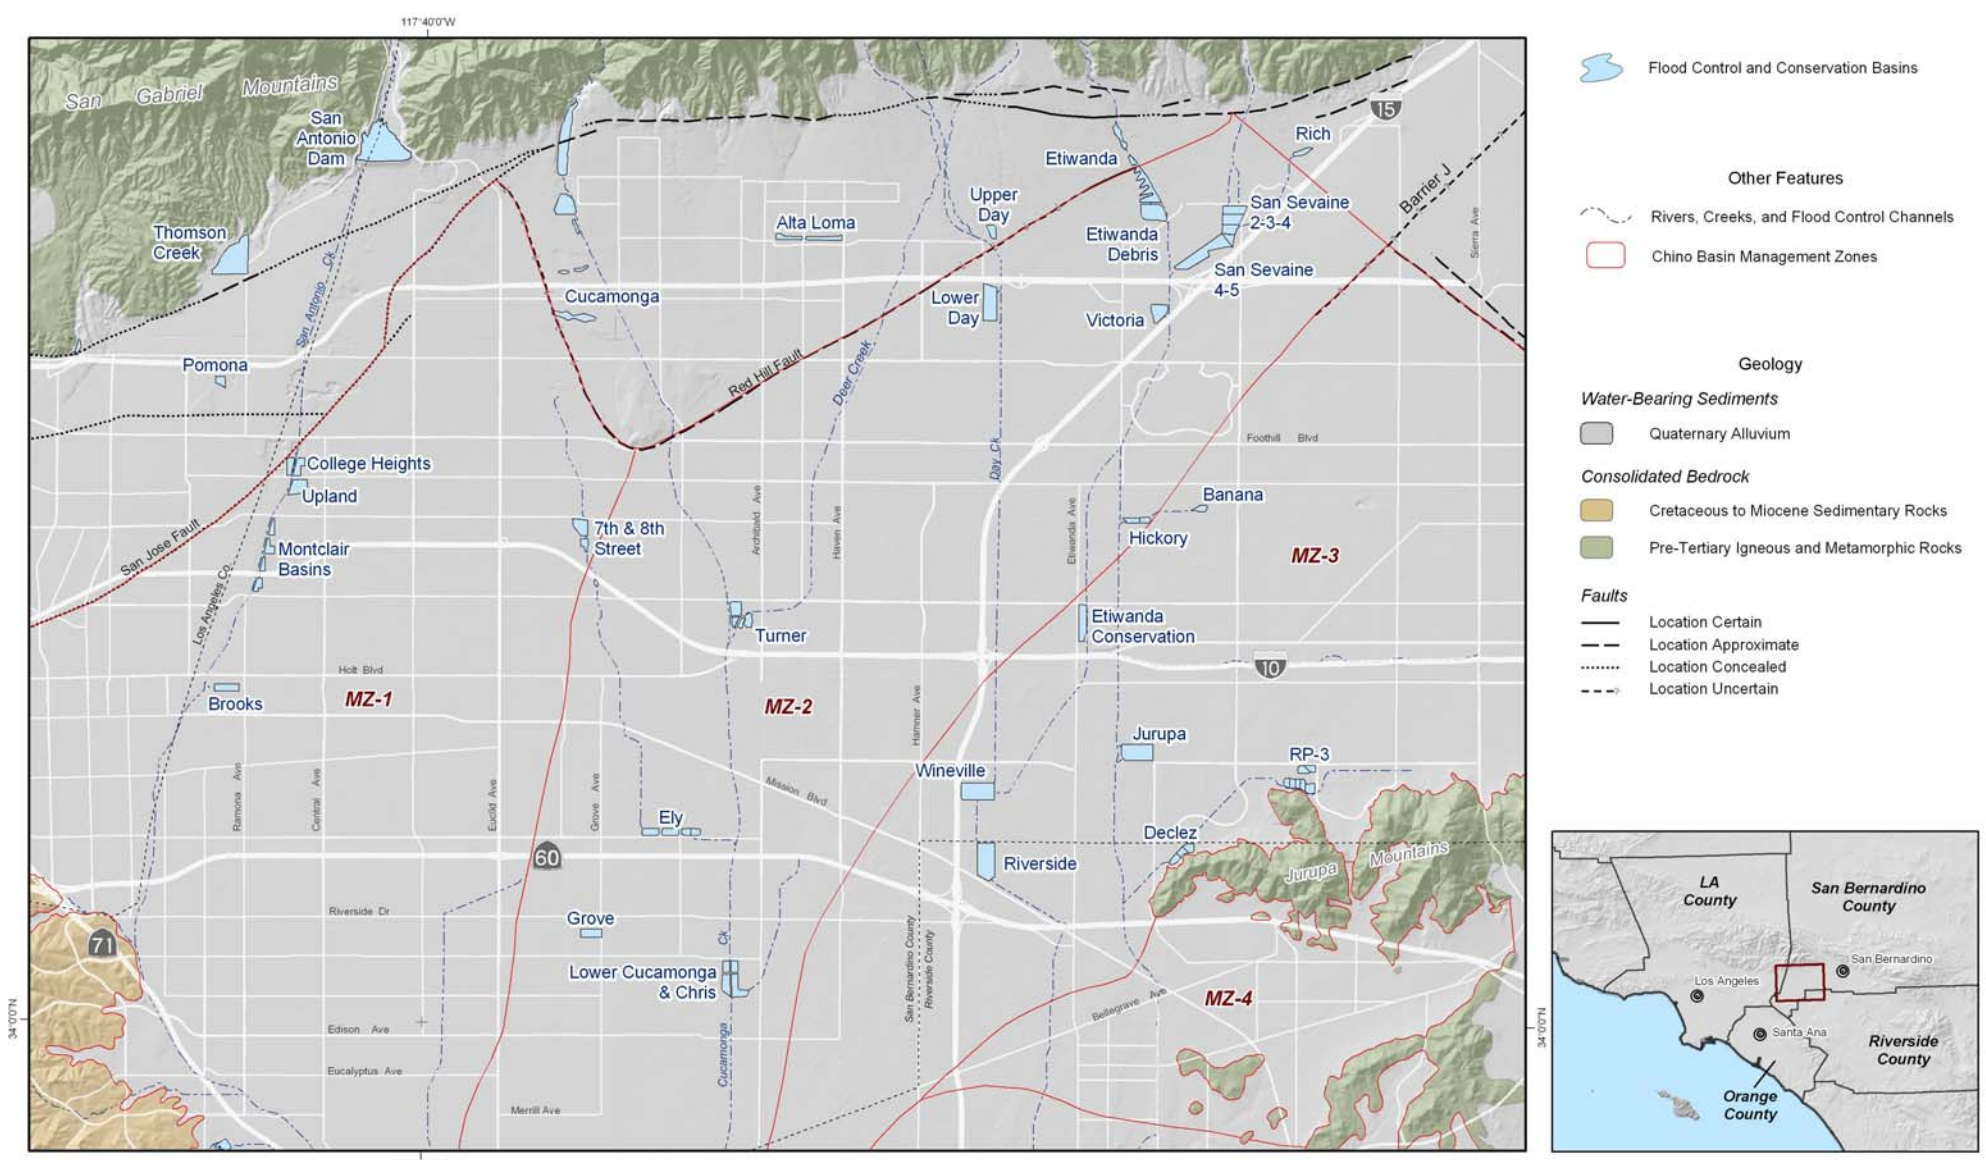 117°40'0"W
San Gabriel Mountains
San
Antonio
Dam
15
Rich
Etiwanda
Barrier J
Upper
Day
San Sevaine
2-3-4
Thomson
Creek
Alta Loma
Sierra Ave
Etiwanda
Debris
San Antonio Ck
San Sevaine
4-5
Cucamonga
Lower
Day
Victoria
Pomona
Red Hill Fault
Deer Creek
Foothill Blvd
College Heights
Day Ck
Upland
Banana
San Jose Fault
7th & 8th
Street
Archibald Ave
Haven Ave
Etiwanda Ave
Hickory
Montclair
Basins
MZ-3
Los Angeles Co.
Etiwanda
Conservation
Turner
Holt Blvd
10
MZ-1
Brooks
MZ-2
Hamner Ave
Jurupa
RP-3
Wineville
Ramona Ave
Central Ave
Euclid Ave
Grove Ave
Mission Blvd
Ely
Declez
60
Riverside
Jurupa Mountains
Riverside Dr
Grove
71
San Bernardino County
Riverside County
Ck
Lower Cucamonga
& Chris
MZ-4
Bellegrave Ave
34°0'0"N
34°0'0"N
Edison Ave
Cucamonga
Eucalyptus Ave
Merrill Ave
Flood Control and Conservation Basins
Other Features
Rivers, Creeks, and Flood Control Channels
Chino Basin Management Zones
Geology
Water-Bearing Sediments
Quaternary Alluvium
Consolidated Bedrock
Cretaceous to Miocene Sedimentary Rocks
Pre-Tertiary Igneous and Metamorphic Rocks
Faults
Location Certain
Location Approximate
Location Concealed
Location Uncertain
LA
County
San Bernardino
County
San Bernardino
Los Angeles
Santa Ana
Riverside
County
Orange
County